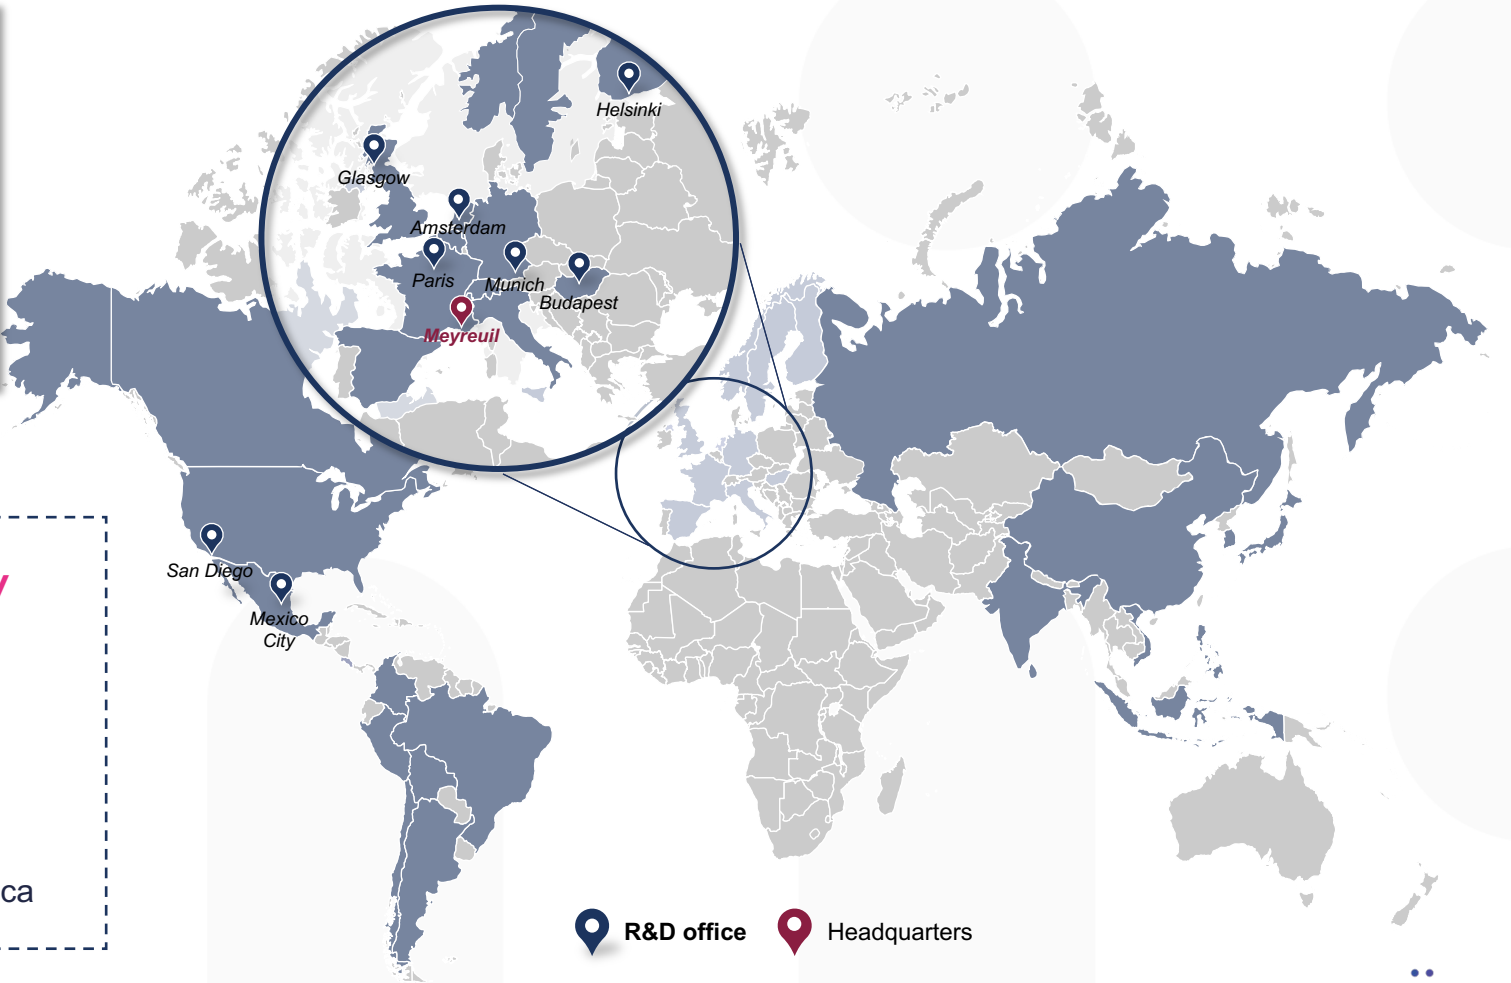 Helsinki
Glasgow
Amsterdam
Paris
Munich
Budapest
Meyreuil
San Diego
Mexico
City
y
ca
R&D office
Headquarters